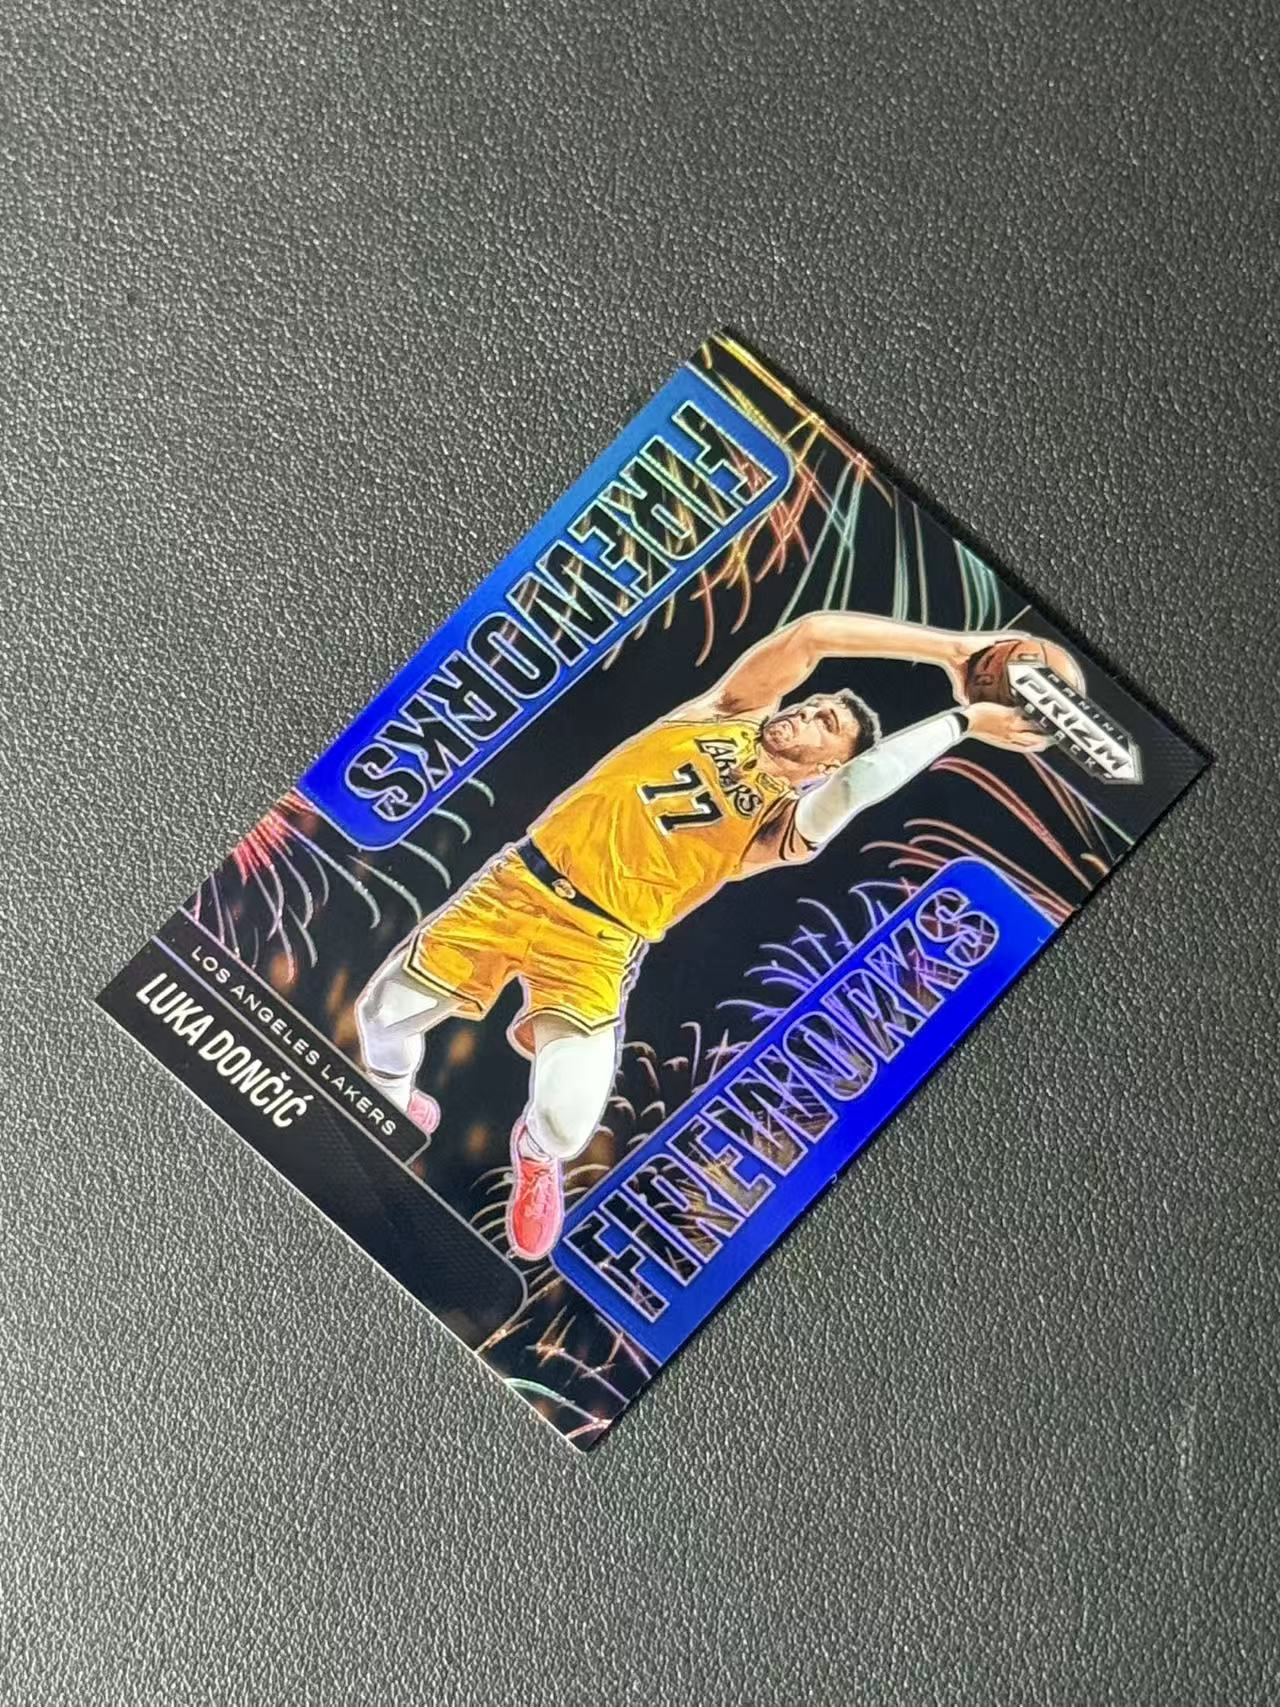 PANINI
PRIZM
BLACK
FIREWORKS
FIREWORKS
LAKERS
77
LOS ANGELES LAKERS
LUKA DONČIĆ